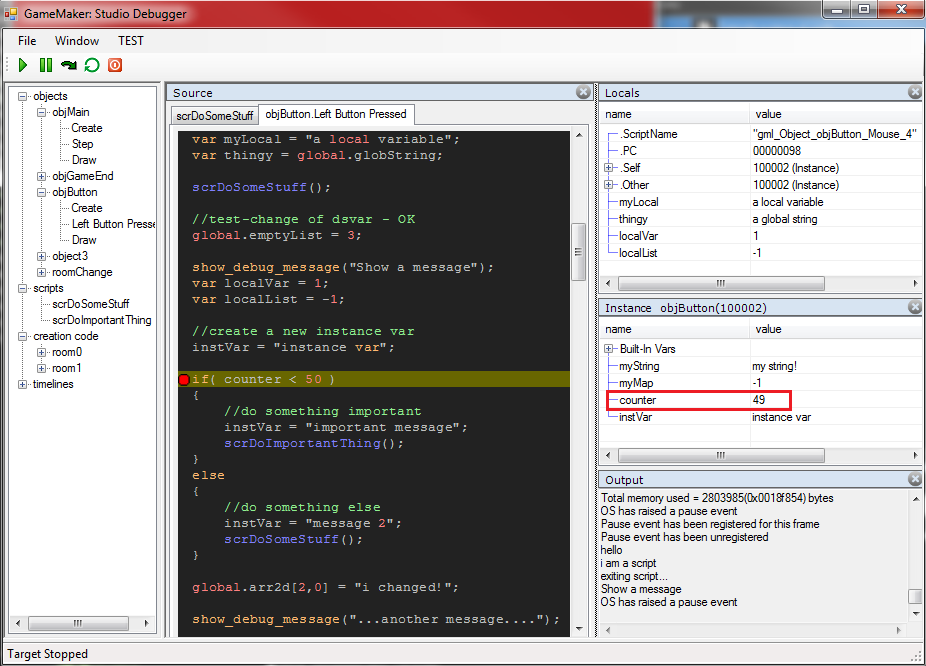 GameMaker: Studio Debugger
File Window TEST
objects
objMain
Create
Step
Draw
objGameEnd
objButton
Create
Left Button Presse
Draw
object3
roomChange
scripts
scrDoSomeStuff
scrDoImportantThing
creation code
room0
room1
timelines
Source
scrDoSomeStuff objButton.Left Button Pressed
var myLocal = "a local variable";
var thingy = global.globString;
scrDoSomeStuff();
//test-change of dsvar - OK
global.emptyList = 3;
show_debug_message("Show a message");
var localVar = 1;
var localList = -1;
//create a new instance var
instVar = "instance var";
if( counter < 50 )
{
//do something important
instVar = "important message";
scrDoImportantThing();
}
else
{
//do something else
instVar = "message 2";
scrDoSomeStuff();
}
global.arr2d[2,0] = "i changed!";
show_debug_message("...another message....");
Locals
name value
.ScriptName "gml_Object_objButton_Mouse_4"
.PC 00000098
.Self 100002 (Instance)
.Other 100002 (Instance)
myLocal a local variable
thingy a global string
localVar 1
localList -1
Instance objButton(100002)
name value
Built-In Vars
myString my string!
myMap -1
counter 49
instVar instance var
Output
Total memory used = 2803985(0x0018f854) bytes
OS has raised a pause event
Pause event has been registered for this frame
Pause event has been unregistered
hello
i am a script
exiting script...
Show a message
OS has raised a pause event
Target Stopped